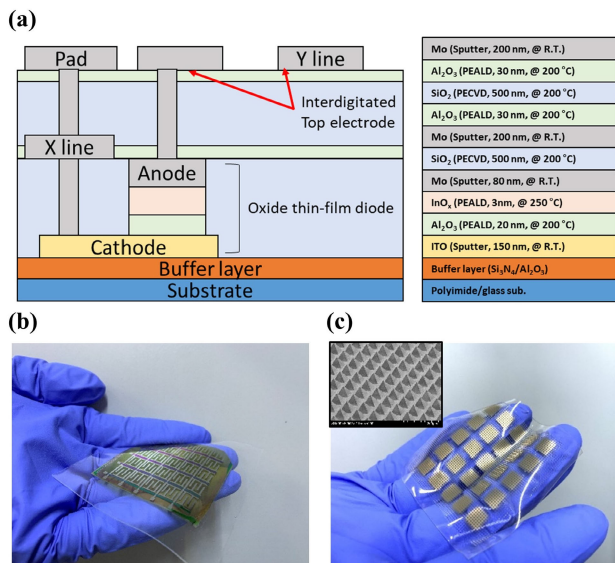 (a)
Pad
Y line
Interdigitated
Top electrode
X line
Anode
Oxide thin-film diode
Cathode
Buffer layer
Substrate
Mo (Sputter, 200 nm, @ R.T.)
Al₂O₃ (PEALD, 30 nm, @ 200 °C)
SiO₂ (PECVD, 500 nm, @ 200 °C)
Al₂O₃ (PEALD, 30 nm, @ 200 °C)
Mo (Sputter, 200 nm, @ R.T.)
SiO₂ (PECVD, 500 nm, @ 200 °C)
Mo (Sputter, 80 nm, @ R.T.)
InOₓ (PEALD, 3nm, @ 250 °C)
Al₂O₃ (PEALD, 20 nm, @ 200 °C)
ITO (Sputter, 150 nm, @ R.T.)
Buffer layer (Si₃N₄/Al₂O₃)
Polyimide/glass sub.
(b)
(c)